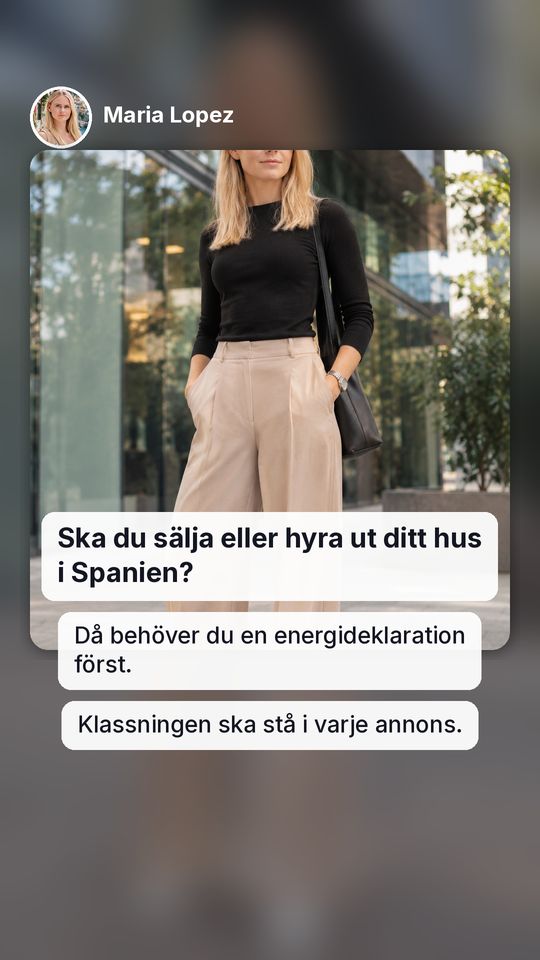 Maria Lopez
Ska du sälja eller hyra ut ditt hus
i Spanien?
Då behöver du en energideklaration
först.
Klassningen ska stå i varje annons.